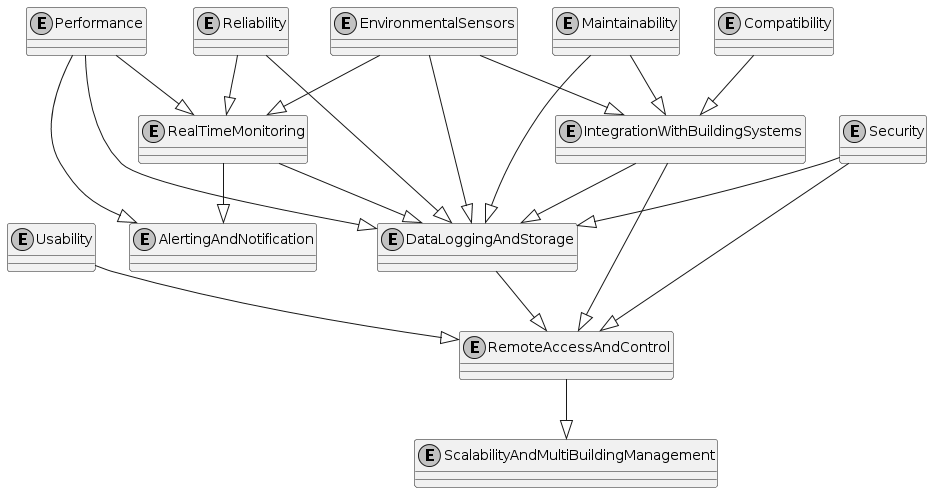 E Performance
E Reliability
E EnvironmentalSensors
E Maintainability
E Compatibility
E RealTimeMonitoring
E IntegrationWithBuildingSystems
E Security
E Usability
E AlertingAndNotification
E DataLoggingAndStorage
E RemoteAccessAndControl
E ScalabilityAndMultiBuildingManagement